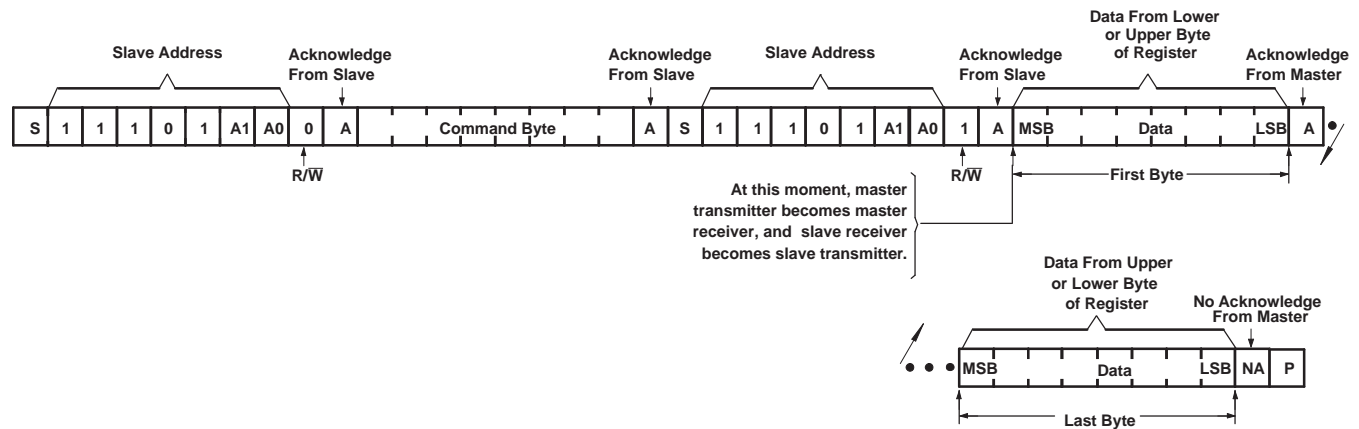 Slave Address
Acknowledge
From Slave
Acknowledge
From Slave
Slave Address
Acknowledge
From Slave
Data From Lower
or Upper Byte
of Register
Acknowledge
From Master
S 1 1 1 0 1 A1 A0 0 A Command Byte A S 1 1 1 0 1 A1 A0 1 A MSB Data LSB A
R/W̅
R/W̅
First Byte
At this moment, master
transmitter becomes master
receiver, and slave receiver
becomes slave transmitter.
Data From Upper
or Lower Byte
of Register
No Acknowledge
From Master
MSB Data LSB NA P
Last Byte